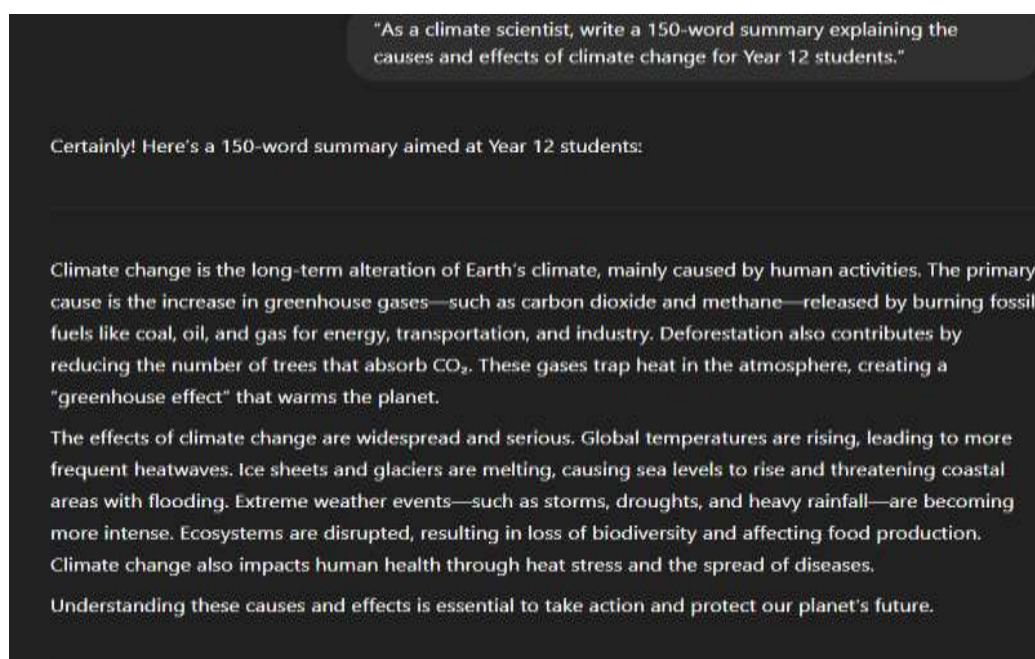 "As a climate scientist, write a 150-word summary explaining the
causes and effects of climate change for Year 12 students."
Certainly! Here's a 150-word summary aimed at Year 12 students:
Climate change is the long-term alteration of Earth's climate, mainly caused by human activities. The primary
cause is the increase in greenhouse gases—such as carbon dioxide and methane—released by burning fossil
fuels like coal, oil, and gas for energy, transportation, and industry. Deforestation also contributes by
reducing the number of trees that absorb CO₂. These gases trap heat in the atmosphere, creating a
"greenhouse effect" that warms the planet.
The effects of climate change are widespread and serious. Global temperatures are rising, leading to more
frequent heatwaves. Ice sheets and glaciers are melting, causing sea levels to rise and threatening coastal
areas with flooding. Extreme weather events—such as storms, droughts, and heavy rainfall—are becoming
more intense. Ecosystems are disrupted, resulting in loss of biodiversity and affecting food production.
Climate change also impacts human health through heat stress and the spread of diseases.
Understanding these causes and effects is essential to take action and protect our planet's future.